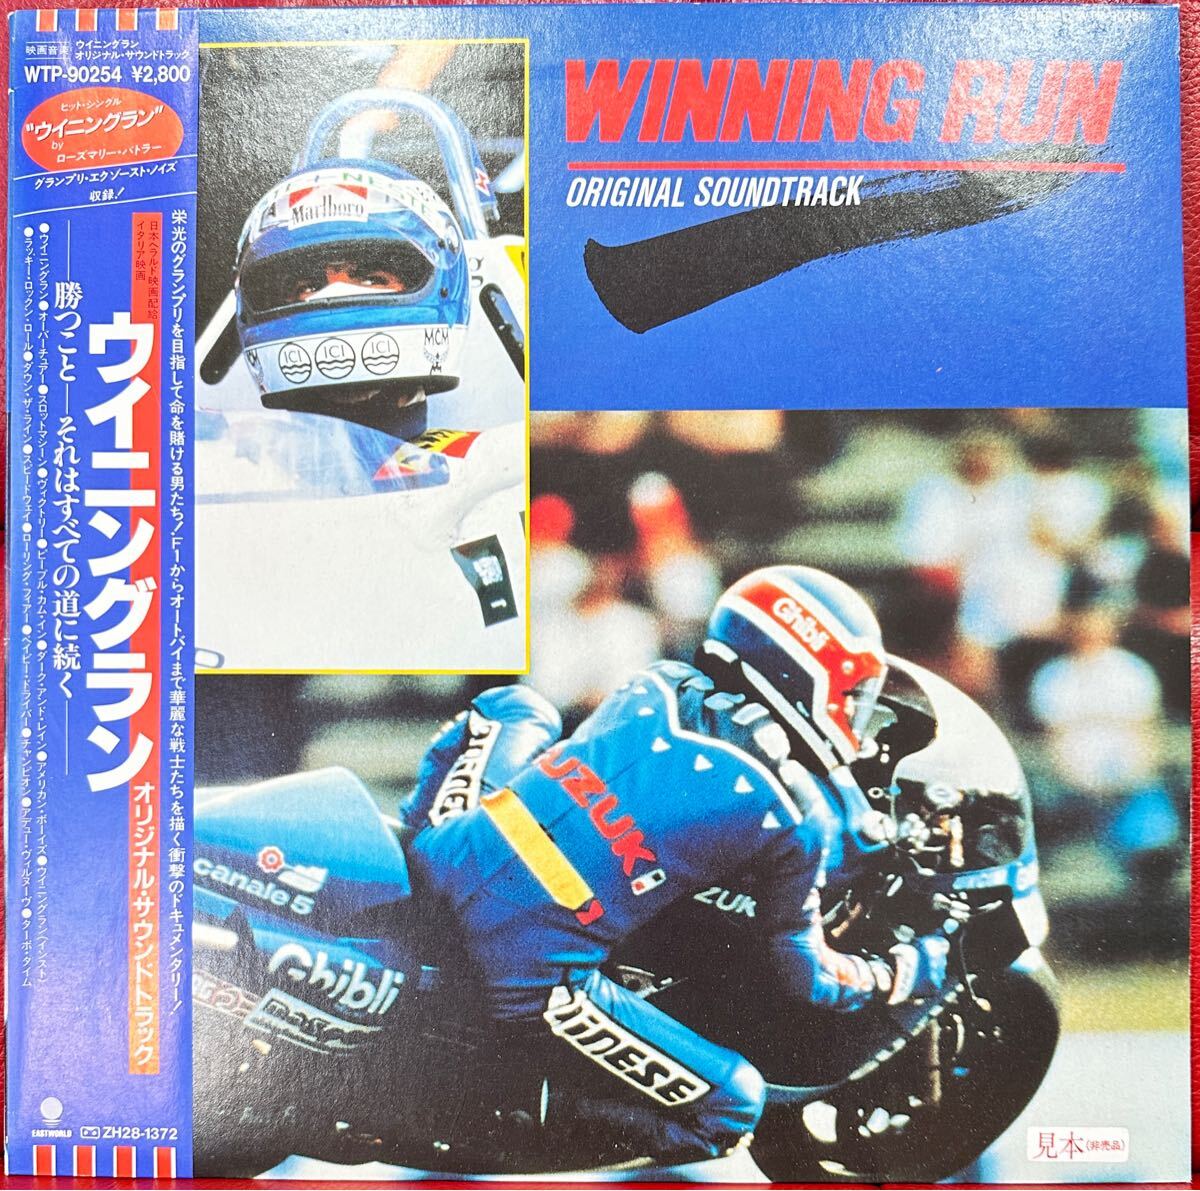 映画音楽
ウイニングラン
オリジナル・サウンドトラック
WTP-90254 ¥2,800
ヒット・シングル
"ウイニングラン"
by
ローズマリー・バトラー
グランプリ・エクゾースト・ノイズ
収録!
栄光のグランプリを目指して命を賭ける男たち!F1からオートバイまで華麗な戦士たちを描く衝撃のドキュメンタリー!
日本ヘラルド映画配給
イタリア映画
ウイニングラン
オリジナル・サウンドトラック
——勝つこと—それはすべての道に続く——
●ウイニングラン●オーバーチュアー●スロットマシーン●ヴィクトリー●ピープル・カム・イン●ダーク・アンド・レイン●アメリカン・ボーイズ●ウイニングラン(インスト)
●ラッキー・ロックン・ロール●ダウン・ザ・ライン●スピードウェイ●ローリング・ファイアー●ベイビー・ドライバー●チャンピオン●アデュー・ヴィルヌーヴ●ターボ・タイム
EASTWORLD
ZH28-1372
WTP-90254
WINNING RUN
ORIGINAL SOUNDTRACK
Marlboro
ICI
ICI
ICI
MCM
Ghibli
SUZUKI
ZUK
canale 5
Ghibli
見本(非売品)